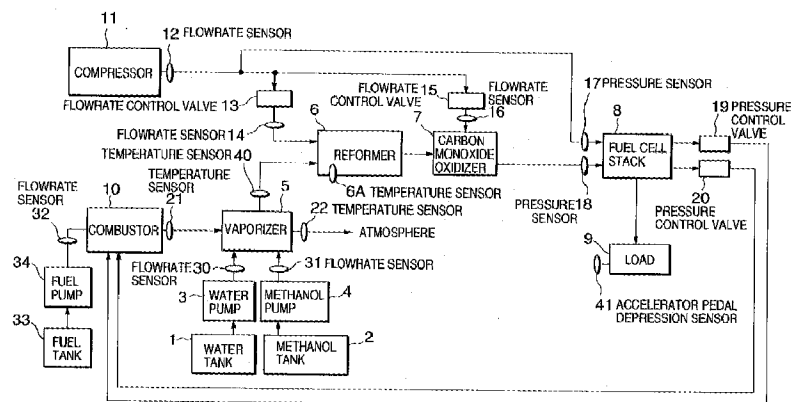 11
12 FLOWRATE SENSOR
COMPRESSOR
FLOWRATE CONTROL VALVE 13
FLOWRATE SENSOR 14
TEMPERATURE SENSOR 40
TEMPERATURE
SENSOR
6
REFORMER
6A TEMPERATURE SENSOR
FLOWRATE 15
CONTROL VALVE
FLOWRATE
SENSOR
16
7
CARBON
MONOXIDE
OXIDIZER
17 PRESSURE SENSOR
8
FUEL CELL
STACK
19 PRESSURE
CONTROL
VALVE
PRESSURE 18
SENSOR
20
PRESSURE
CONTROL VALVE
9
LOAD
41 ACCELERATOR PEDAL
DEPRESSION SENSOR
FLOWRATE
SENSOR
32
10
COMBUSTOR
21
5
VAPORIZER
22 TEMPERATURE SENSOR
ATMOSPHERE
FLOWRATE 30
SENSOR
31 FLOWRATE SENSOR
34
FUEL
PUMP
33
FUEL
TANK
3
WATER
PUMP
METHANOL
PUMP
4
1
WATER
TANK
METHANOL
TANK
2